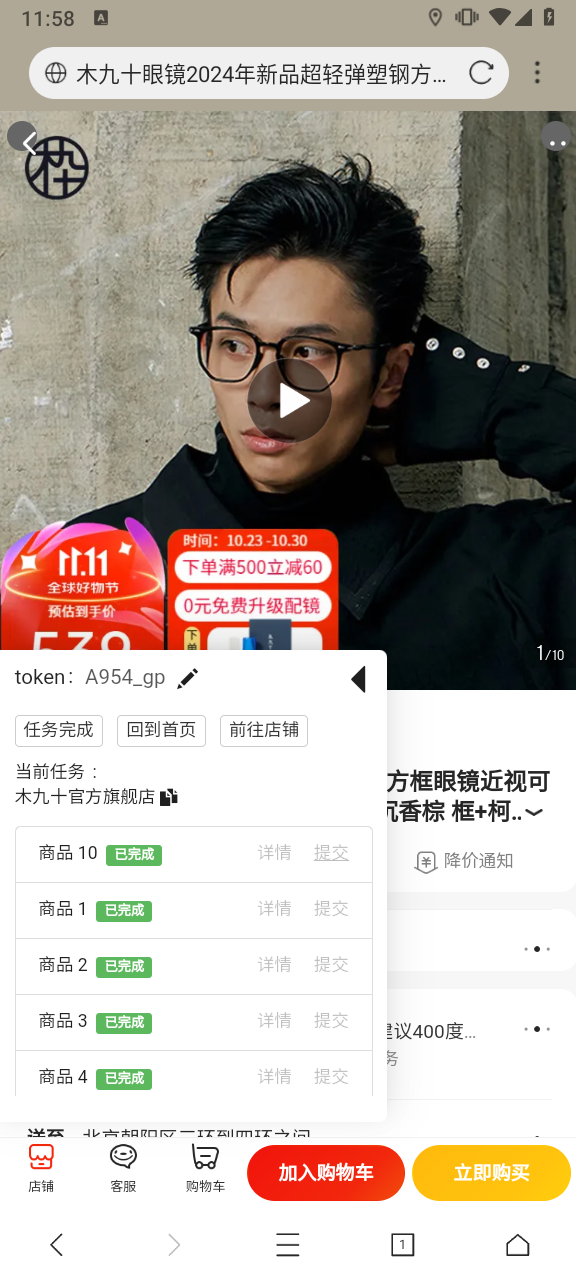 11:58
A
木九十眼镜2024年新品超轻弹塑钢方...
11.11
全球好物节
预估到手价
539
时间：10.23 -10.30
下单满500立减60
0元免费升级配镜
下单
1/10
token： A954_gp
任务完成 回到首页 前往店铺
当前任务 ：
木九十官方旗舰店
商品 10 已完成 详情 提交
商品 1 已完成 详情 提交
商品 2 已完成 详情 提交
商品 3 已完成 详情 提交
商品 4 已完成 详情 提交
方框眼镜近视可
沉香棕 框+柯..
降价通知
建议400度...
务
送至 北京朝阳区三环到四环之间
店铺 客服 购物车 加入购物车 立即购买
1